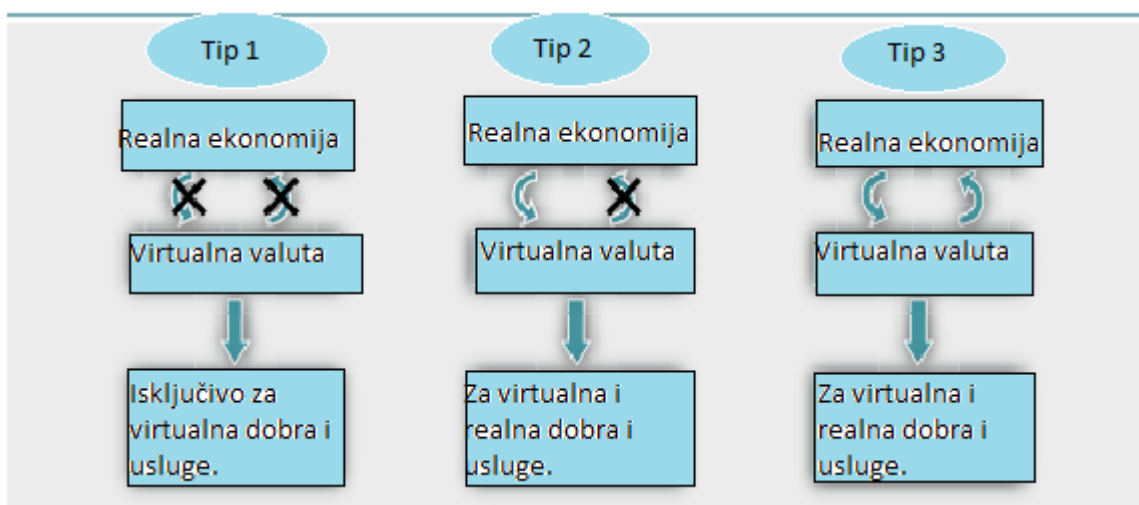 Tip 1
Realna ekonomija
Virtualna valuta
Isključivo za
virtualna dobra i
usluge.
Tip 2
Realna ekonomija
Virtualna valuta
Za virtualna i
realna dobra i
usluge.
Tip 3
Realna ekonomija
Virtualna valuta
Za virtualna i
realna dobra i
usluge.